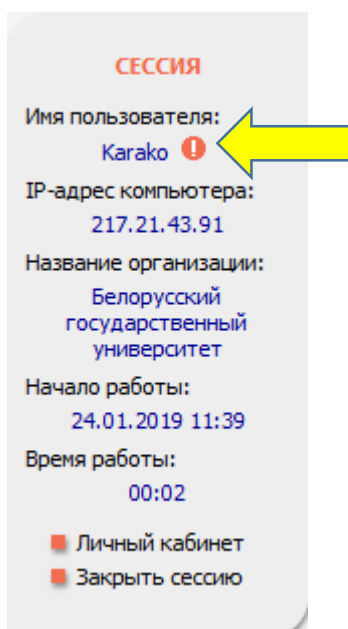 СЕССИЯ
Имя пользователя:
Karako
IP-адрес компьютера:
217.21.43.91
Название организации:
Белорусский
государственный
университет
Начало работы:
24.01.2019 11:39
Время работы:
00:02
Личный кабинет
Закрыть сессию